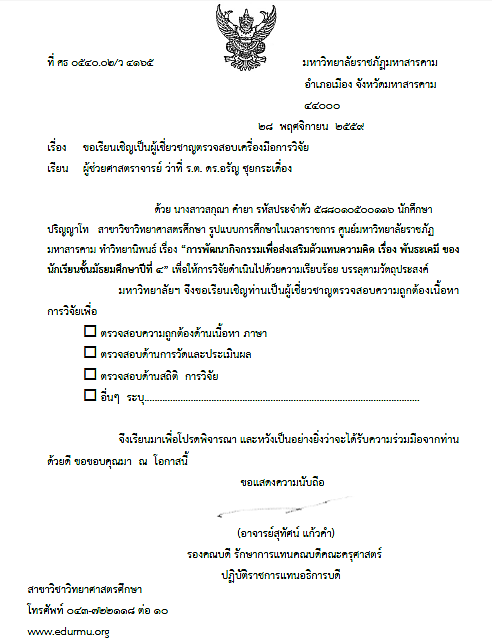 ที่ ศธ ๐๕๔๐.๐๒/ว ๔๑๖๕
มหาวิทยาลัยราชภัฏมหาสารคาม
อำเภอเมือง จังหวัดมหาสารคาม
๔๔๐๐๐
๒๘ พฤศจิกายน ๒๕๕๙
เรื่อง ขอเรียนเชิญเป็นผู้เชี่ยวชาญตรวจสอบเครื่องมือการวิจัย
เรียน ผู้ช่วยศาสตราจารย์ ว่าที่ ร.ต. ดร.อรัญ ซุยกระเดื่อง
ด้วย นางสาวสกุณา คำยา รหัสประจำตัว ๕๘๘๐๑๐๕๐๐๑๑๖ นักศึกษา
ปริญญาโท สาขาวิชาวิทยาศาสตรศึกษา รูปแบบการศึกษาในเวลาราชการ ศูนย์มหาวิทยาลัยราชภัฏ
มหาสารคาม ทำวิทยานิพนธ์ เรื่อง "การพัฒนากิจกรรมเพื่อส่งเสริมตัวแทนความคิด เรื่อง พันธะเคมี ของ
นักเรียนชั้นมัธยมศึกษาปีที่ ๔" เพื่อให้การวิจัยดำเนินไปด้วยความเรียบร้อย บรรลุตามวัตถุประสงค์
มหาวิทยาลัยฯ จึงขอเรียนเชิญท่านเป็นผู้เชี่ยวชาญตรวจสอบความถูกต้องเนื้อหา
การวิจัยเพื่อ
ตรวจสอบความถูกต้องด้านเนื้อหา ภาษา
ตรวจสอบด้านการวัดและประเมินผล
ตรวจสอบด้านสถิติ การวิจัย
อื่นๆ ระบุ..........................................................................................
จึงเรียนมาเพื่อโปรดพิจารณา และหวังเป็นอย่างยิ่งว่าจะได้รับความร่วมมือจากท่าน
ด้วยดี ขอขอบคุณมา ณ โอกาสนี้
ขอแสดงความนับถือ
(อาจารย์สุทัศน์ แก้วคำ)
รองคณบดี รักษาการแทนคณบดีคณะครุศาสตร์
ปฏิบัติราชการแทนอธิการบดี
สาขาวิชาวิทยาศาสตรศึกษา
โทรศัพท์ ๐๔๓-๗๒๒๑๑๘ ต่อ ๑๐
www.edurmu.org